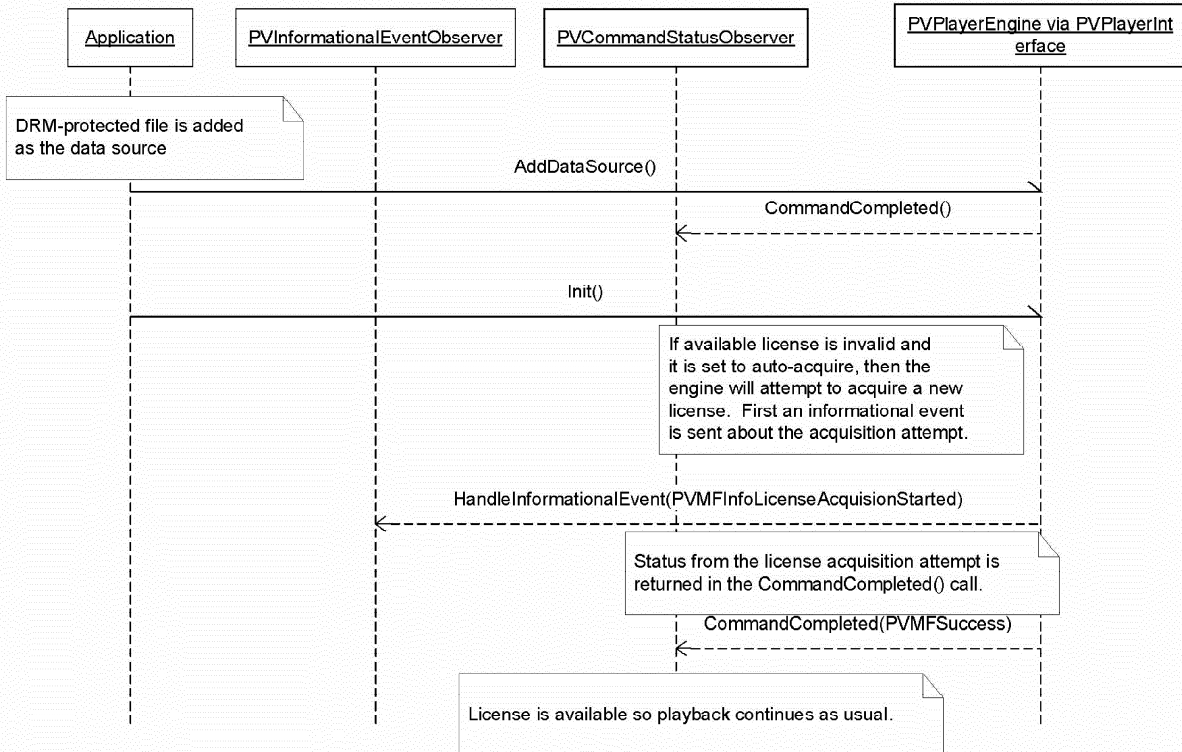 Application
PVInformationalEventObserver
PVCommandStatusObserver
PVPlayerEngine via PVPlayerInt
erface
DRM-protected file is added
as the data source
AddDataSource()
CommandCompleted()
Init()
If available license is invalid and
it is set to auto-acquire, then the
engine will attempt to acquire a new
license. First an informational event
is sent about the acquisition attempt.
HandleInformationalEvent(PVMFInfoLicenseAcquisionStarted)
Status from the license acquisition attempt is
returned in the CommandCompleted() call.
CommandCompleted(PVMFSuccess)
License is available so playback continues as usual.